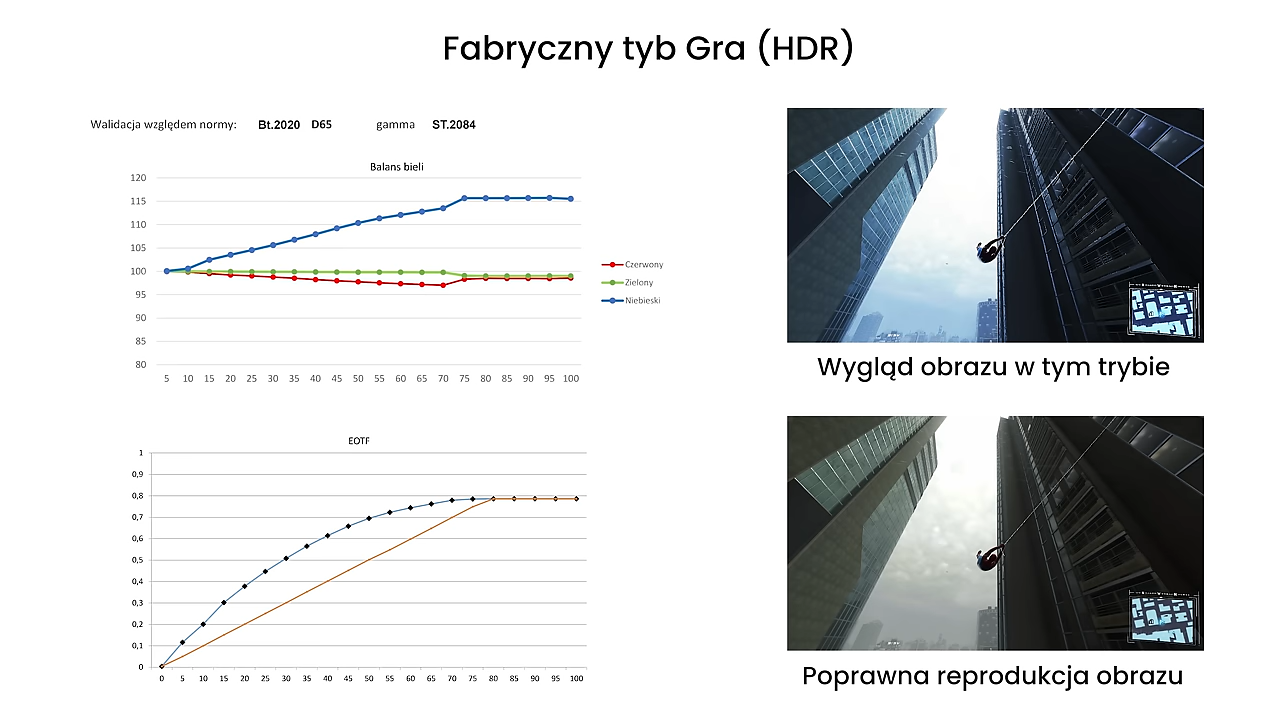 Fabryczny tyb Gra (HDR)
Walidacja względem normy: Bt.2020 D65 gamma ST.2084
Balans bieli
120
115
110
105
100
95
90
85
80
5 10 15 20 25 30 35 40 45 50 55 60 65 70 75 80 85 90 95 100
Czerwony
Zielony
Niebieski
Wygląd obrazu w tym trybie
EOTF
1
0,9
0,8
0,7
0,6
0,5
0,4
0,3
0,2
0,1
0
0 5 10 15 20 25 30 35 40 45 50 55 60 65 70 75 80 85 90 95 100
Poprawna reprodukcja obrazu